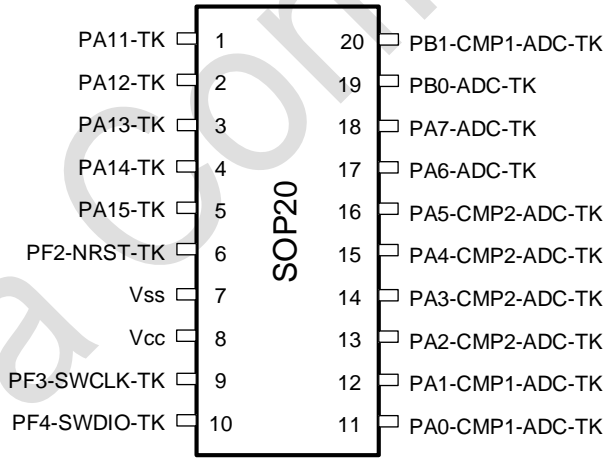 PA11-TK 1 20 PB1-CMP1-ADC-TK
PA12-TK 2 19 PB0-ADC-TK
PA13-TK 3 18 PA7-ADC-TK
PA14-TK 4 17 PA6-ADC-TK
PA15-TK 5 16 PA5-CMP2-ADC-TK
PF2-NRST-TK 6 15 PA4-CMP2-ADC-TK
Vss 7 14 PA3-CMP2-ADC-TK
Vcc 8 13 PA2-CMP2-ADC-TK
PF3-SWCLK-TK 9 12 PA1-CMP1-ADC-TK
PF4-SWDIO-TK 10 11 PA0-CMP1-ADC-TK
SOP20